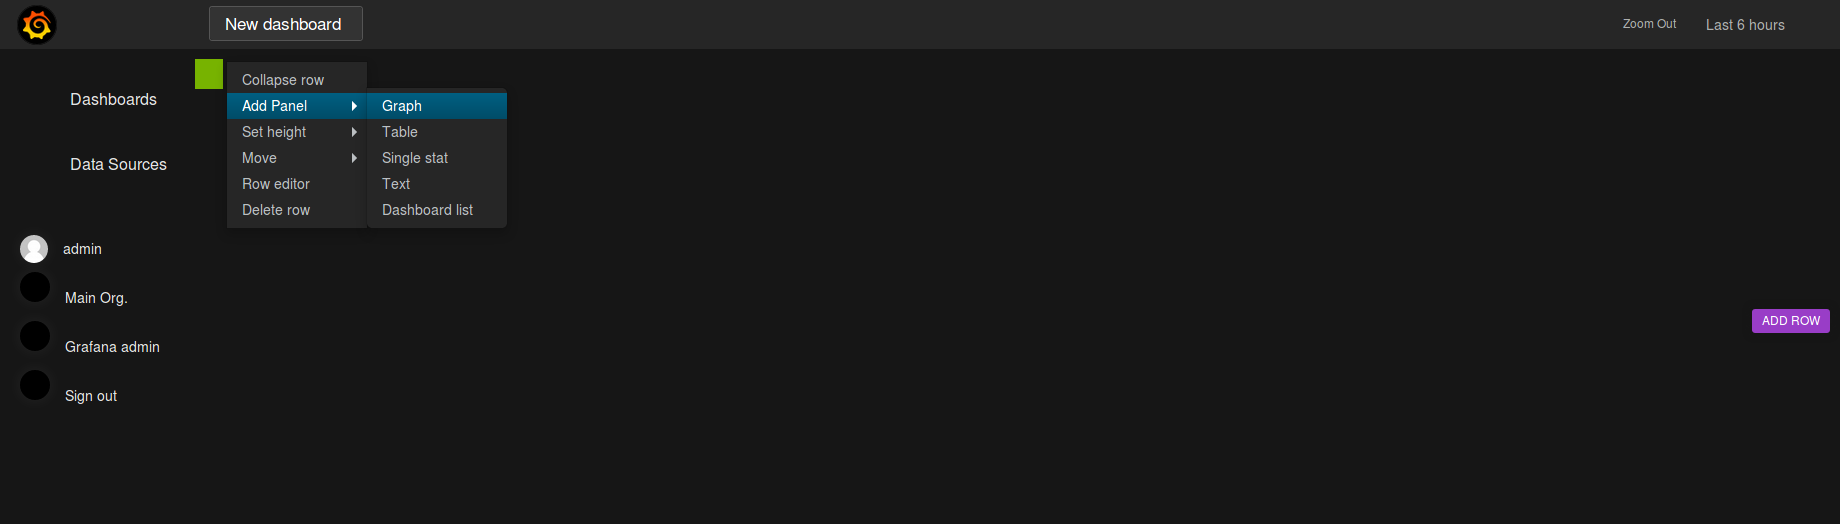 New dashboard
Zoom Out
Last 6 hours
Dashboards
Data Sources
admin
Main Org.
Grafana admin
Sign out
Collapse row
Add Panel
Set height
Move
Row editor
Delete row
Graph
Table
Single stat
Text
Dashboard list
ADD ROW